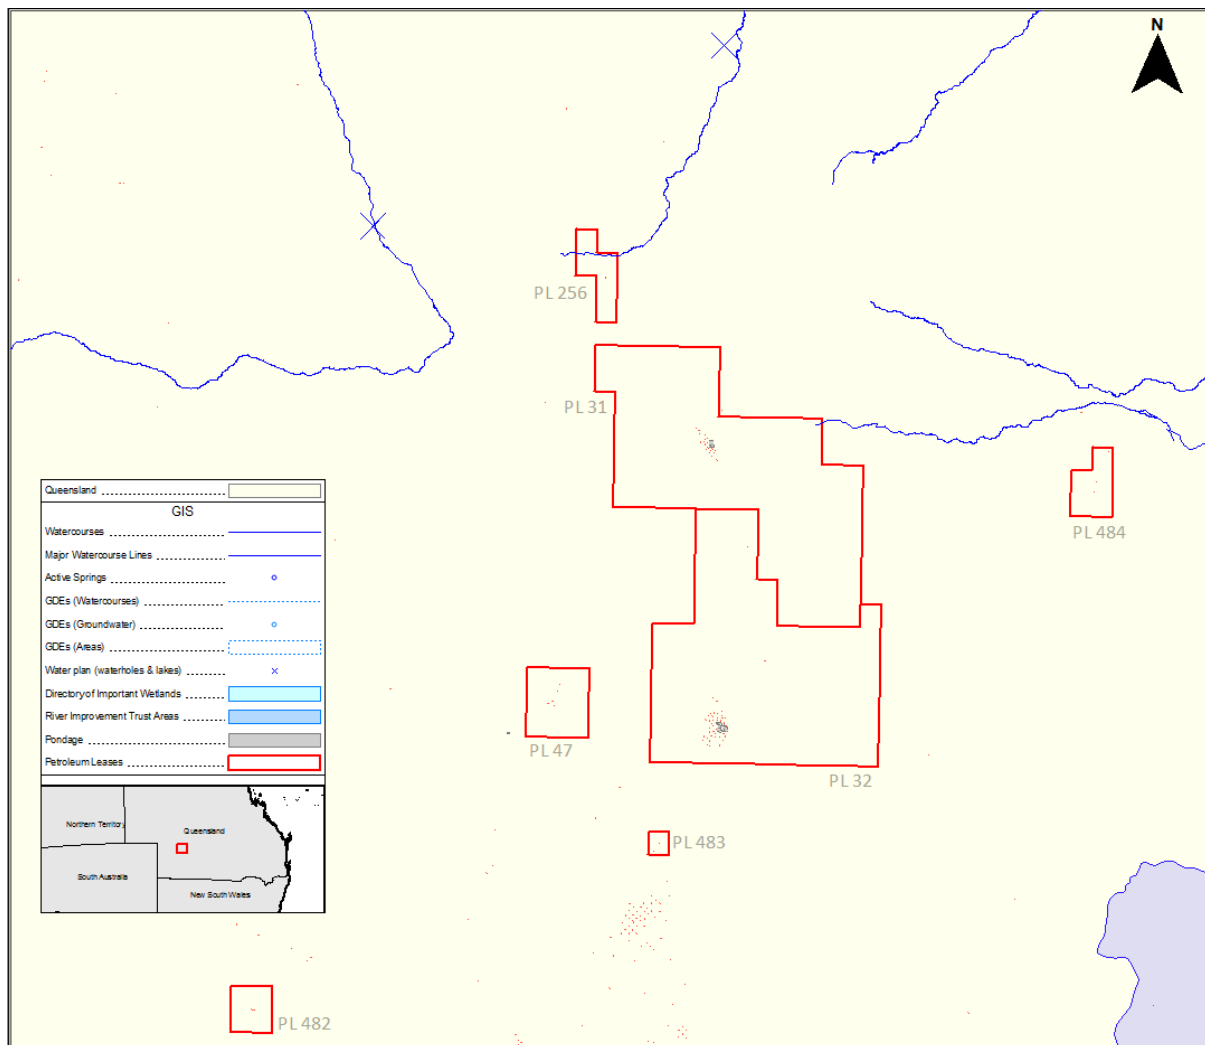 N
PL 256
PL 31
PL 484
Queensland
GIS
Watercourses
Major Watercourse Lines
Active Springs
GDEs (Watercourses)
GDEs (Groundwater)
GDEs (Areas)
Water plan (waterholes & lakes)
Directory of Important Wetlands
River Improvement Trust Areas
Pondage
Petroleum Leases
PL 47
PL 32
Northern Territory
Queensland
South Australia
New South Wales
PL 483
PL 482